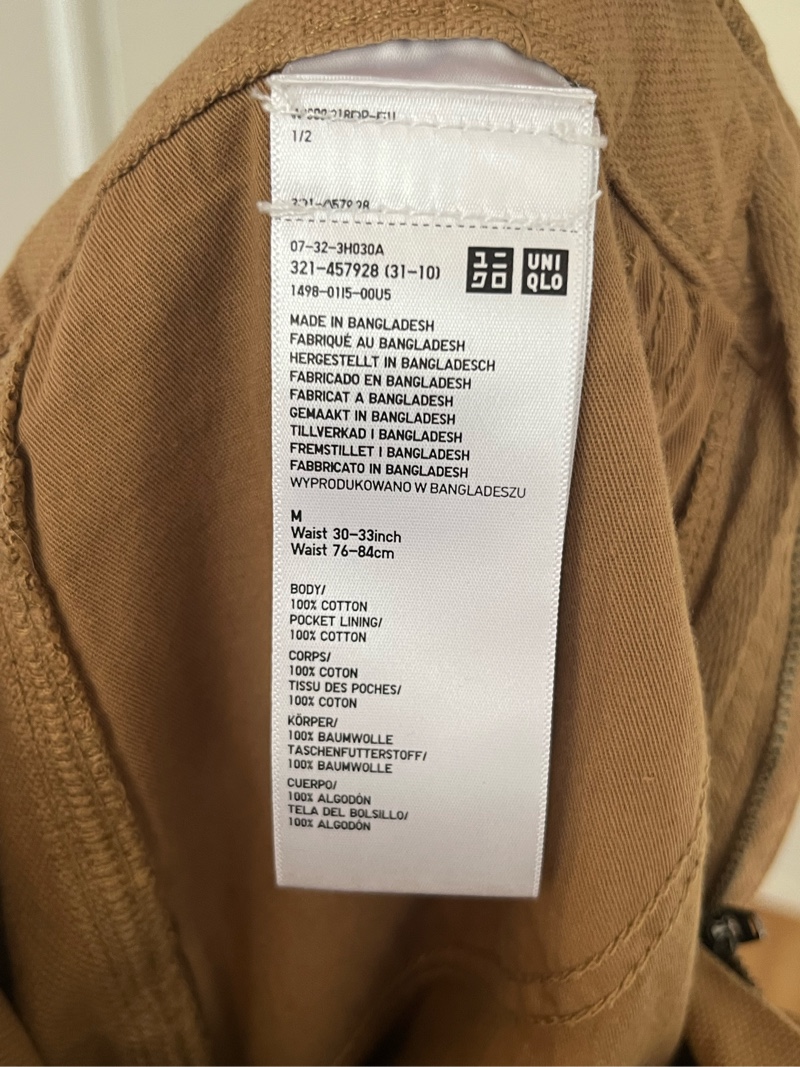 1/2
321-457928
07-32-3H030A
321-457928 (31-10)
1498-0115-00U5
ユニ
クロ
UNI
QLO
MADE IN BANGLADESH
FABRIQUÉ AU BANGLADESH
HERGESTELLT IN BANGLADESCH
FABRICADO EN BANGLADESH
FABRICAT A BANGLADESH
GEMAAKT IN BANGLADESH
TILLVERKAD I BANGLADESH
FREMSTILLET I BANGLADESH
FABBRICATO IN BANGLADESH
WYPRODUKOWANO W BANGLADESZU
M
Waist 30-33inch
Waist 76-84cm
BODY/
100% COTTON
POCKET LINING/
100% COTTON
CORPS/
100% COTON
TISSU DES POCHES/
100% COTON
KÖRPER/
100% BAUMWOLLE
TASCHENFUTTERSTOFF/
100% BAUMWOLLE
CUERPO/
100% ALGODÓN
TELA DEL BOLSILLO/
100% ALGODÓN